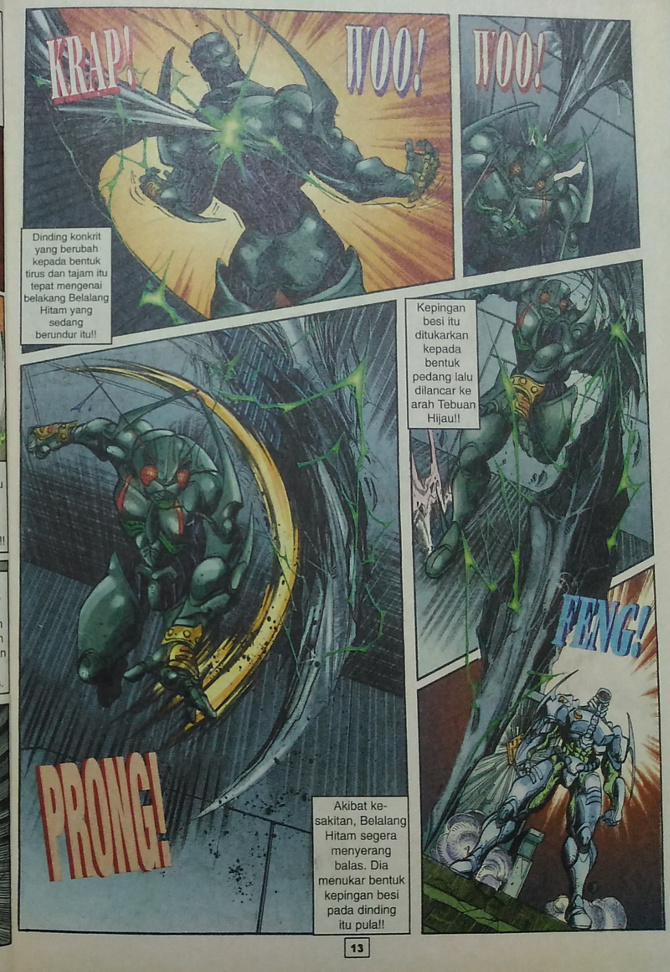 KRAP!
WOO!
WOO!
Dinding konkrit
yang berubah
kepada bentuk
tirus dan tajam itu
tepat mengenai
belakang Belalang
Hitam yang
sedang
berundur itu!!
Kepingan
besi itu
ditukarkan
kepada
bentuk
pedang lalu
dilancar ke
arah Tebuan
Hijau!!
FENG!
PRONG!
Akibat ke-
sakitan, Belalang
Hitam segera
menyerang
balas. Dia
menukar bentuk
kepingan besi
pada dinding
itu pula!!
13